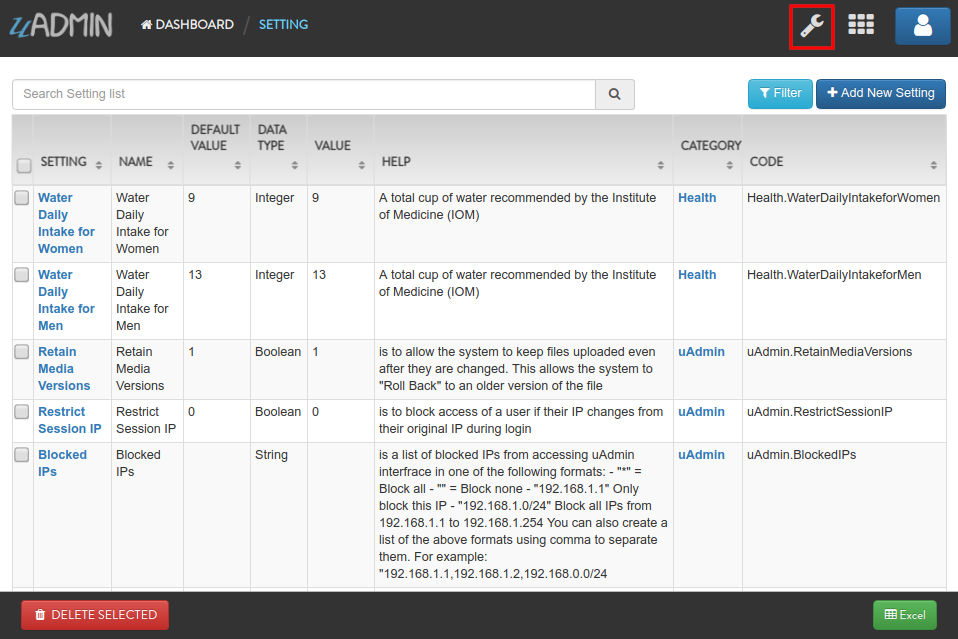 uADMIN DASHBOARD / SETTING
Search Setting list
Filter
Add New Setting
SETTING NAME DEFAULT VALUE DATA TYPE VALUE HELP CATEGORY CODE
Water Daily Intake for Women Water Daily Intake for Women 9 Integer 9 A total cup of water recommended by the Institute of Medicine (IOM) Health Health.WaterDailyIntakeforWomen
Water Daily Intake for Men Water Daily Intake for Men 13 Integer 13 A total cup of water recommended by the Institute of Medicine (IOM) Health Health.WaterDailyIntakeforMen
Retain Media Versions Retain Media Versions 1 Boolean 1 is to allow the system to keep files uploaded even after they are changed. This allows the system to "Roll Back" to an older version of the file uAdmin uAdmin.RetainMediaVersions
Restrict Session IP Restrict Session IP 0 Boolean 0 is to block access of a user if their IP changes from their original IP during login uAdmin uAdmin.RestrictSessionIP
Blocked IPs Blocked IPs String is a list of blocked IPs from accessing uAdmin interfrace in one of the following formats: - "*" = Block all - "" = Block none - "192.168.1.1" Only block this IP - "192.168.1.0/24" Block all IPs from 192.168.1.1 to 192.168.1.254 You can also create a list of the above formats using comma to separate them. For example: "192.168.1.1,192.168.1.2,192.168.0.0/24 uAdmin uAdmin.BlockedIPs
DELETE SELECTED
Excel